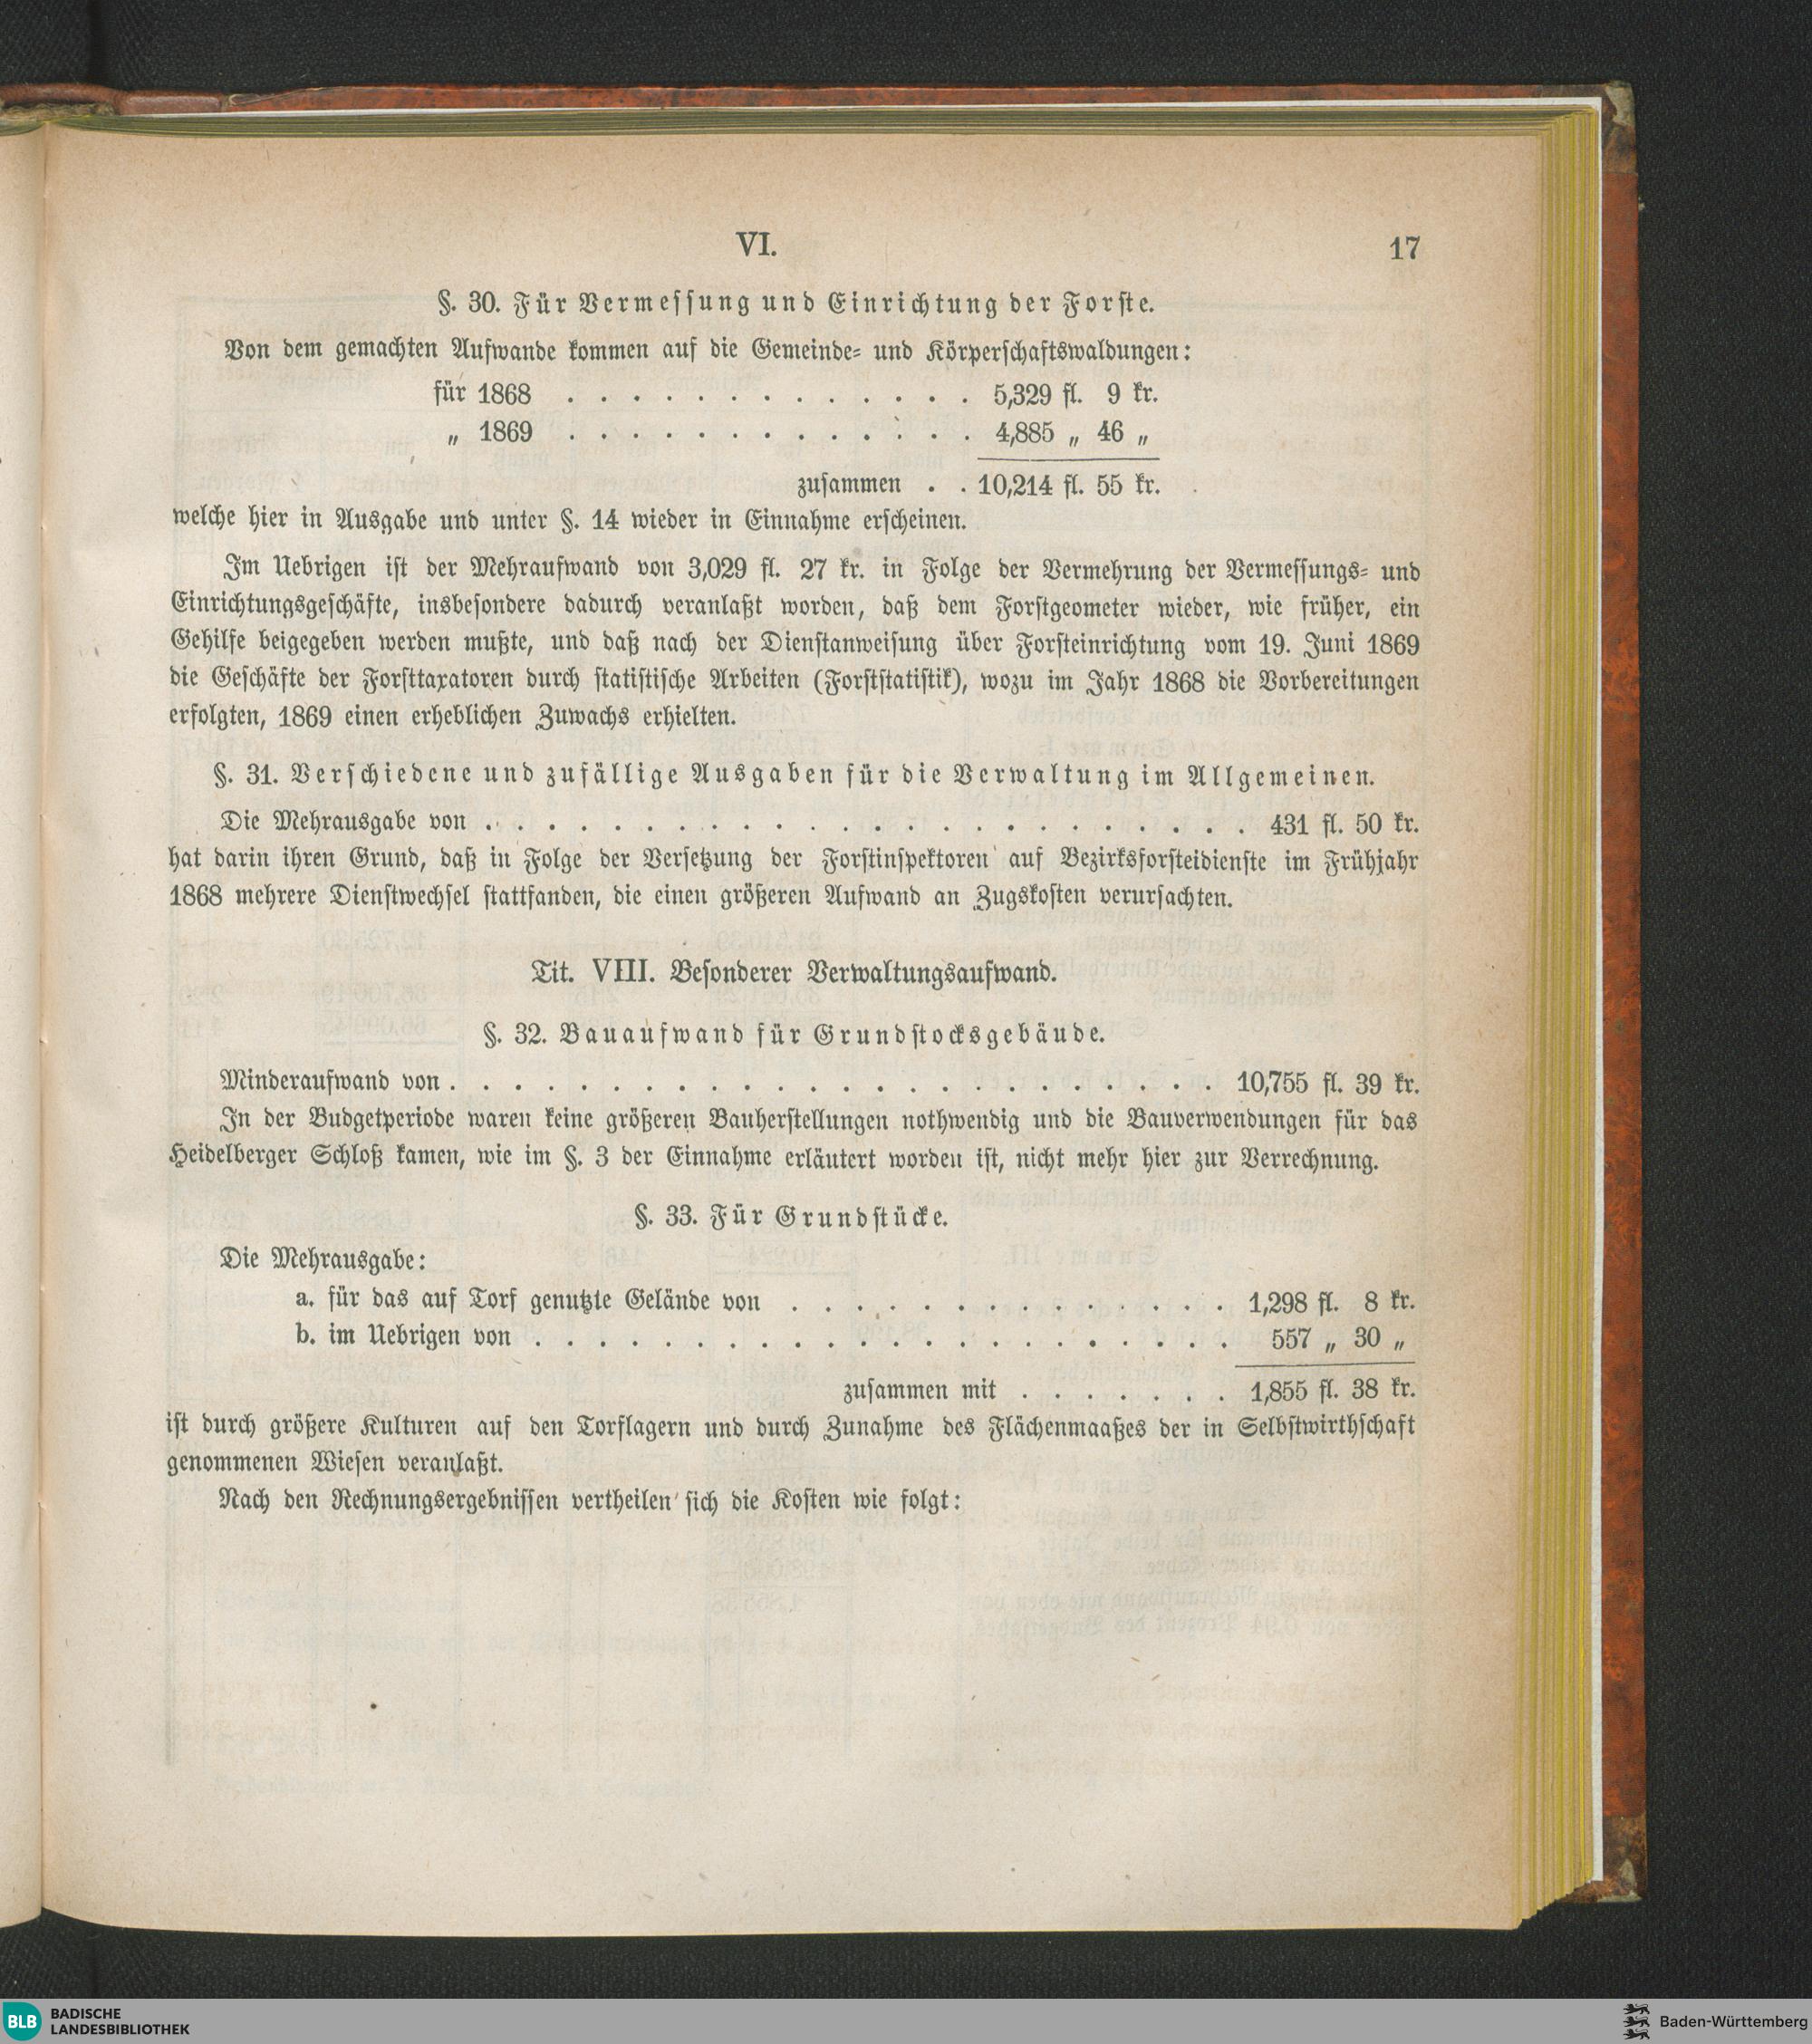 VI.
17
§. 30. Für Vermessung und Einrichtung der Forste.
Von dem gemachten Aufwande kommen auf die Gemeinde- und Körperschaftswaldungen:
für 1868 . . . . . . . . . . . . . 5,329 fl. 9 kr.
„ 1869 . . . . . . . . . . . . . 4,885 „ 46 „
zusammen . . 10,214 fl. 55 kr.
welche hier in Ausgabe und unter §. 14 wieder in Einnahme erscheinen.
Im Uebrigen ist der Mehraufwand von 3,029 fl. 27 kr. in Folge der Vermehrung der Vermessungs- und
Einrichtungsgeschäfte, insbesondere dadurch veranlaßt worden, daß dem Forstgeometer wieder, wie früher, ein
Gehilfe beigegeben werden mußte, und daß nach der Dienstanweisung über Forsteinrichtung vom 19. Juni 1869
die Geschäfte der Forsttaxatoren durch statistische Arbeiten (Forststatistik), wozu im Jahr 1868 die Vorbereitungen
erfolgten, 1869 einen erheblichen Zuwachs erhielten.
§. 31. Verschiedene und zufällige Ausgaben für die Verwaltung im Allgemeinen.
Die Mehrausgabe von . . . . . . . . . . . . . . . . . . . . . . . . 431 fl. 50 kr.
hat darin ihren Grund, daß in Folge der Versetzung der Forstinspektoren auf Bezirksforsteidienste im Frühjahr
1868 mehrere Dienstwechsel stattfanden, die einen größeren Aufwand an Zugskosten verursachten.
Tit. VIII. Besonderer Verwaltungsaufwand.
§. 32. Bauaufwand für Grundstocksgebäude.
Minderaufwand von . . . . . . . . . . . . . . . . . . . . . . . . 10,755 fl. 39 kr.
In der Budgetperiode waren keine größeren Bauherstellungen nothwendig und die Bauverwendungen für das
Heidelberger Schloß kamen, wie im §. 3 der Einnahme erläutert worden ist, nicht mehr hier zur Verrechnung.
§. 33. Für Grundstücke.
Die Mehrausgabe:
a. für das auf Torf genutzte Gelände von . . . . . . . . . . . . . . 1,298 fl. 8 kr.
b. im Uebrigen von . . . . . . . . . . . . . . . . . . . . . . 557 „ 30 „
zusammen mit . . . . . . . 1,855 fl. 38 kr.
ist durch größere Kulturen auf den Torflagern und durch Zunahme des Flächenmaaßes der in Selbstwirthschaft
genommenen Wiesen veranlaßt.
Nach den Rechnungsergebnissen vertheilen sich die Kosten wie folgt:
BLB
BADISCHE
LANDESBIBLIOTHEK
Baden-Württemberg